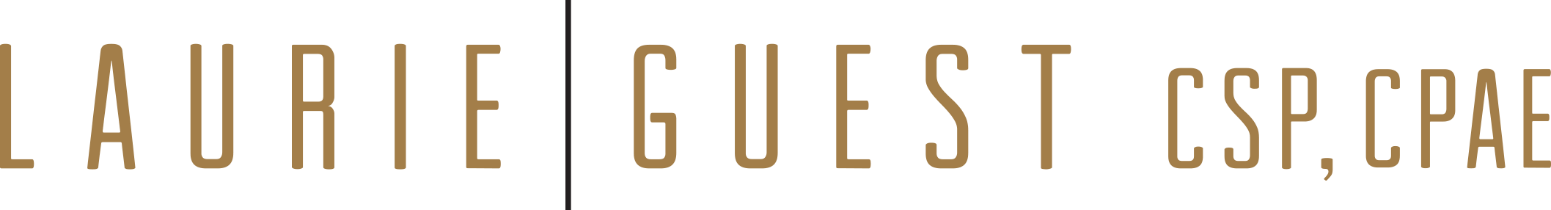 LAURIE | GUEST CSP, CPAE